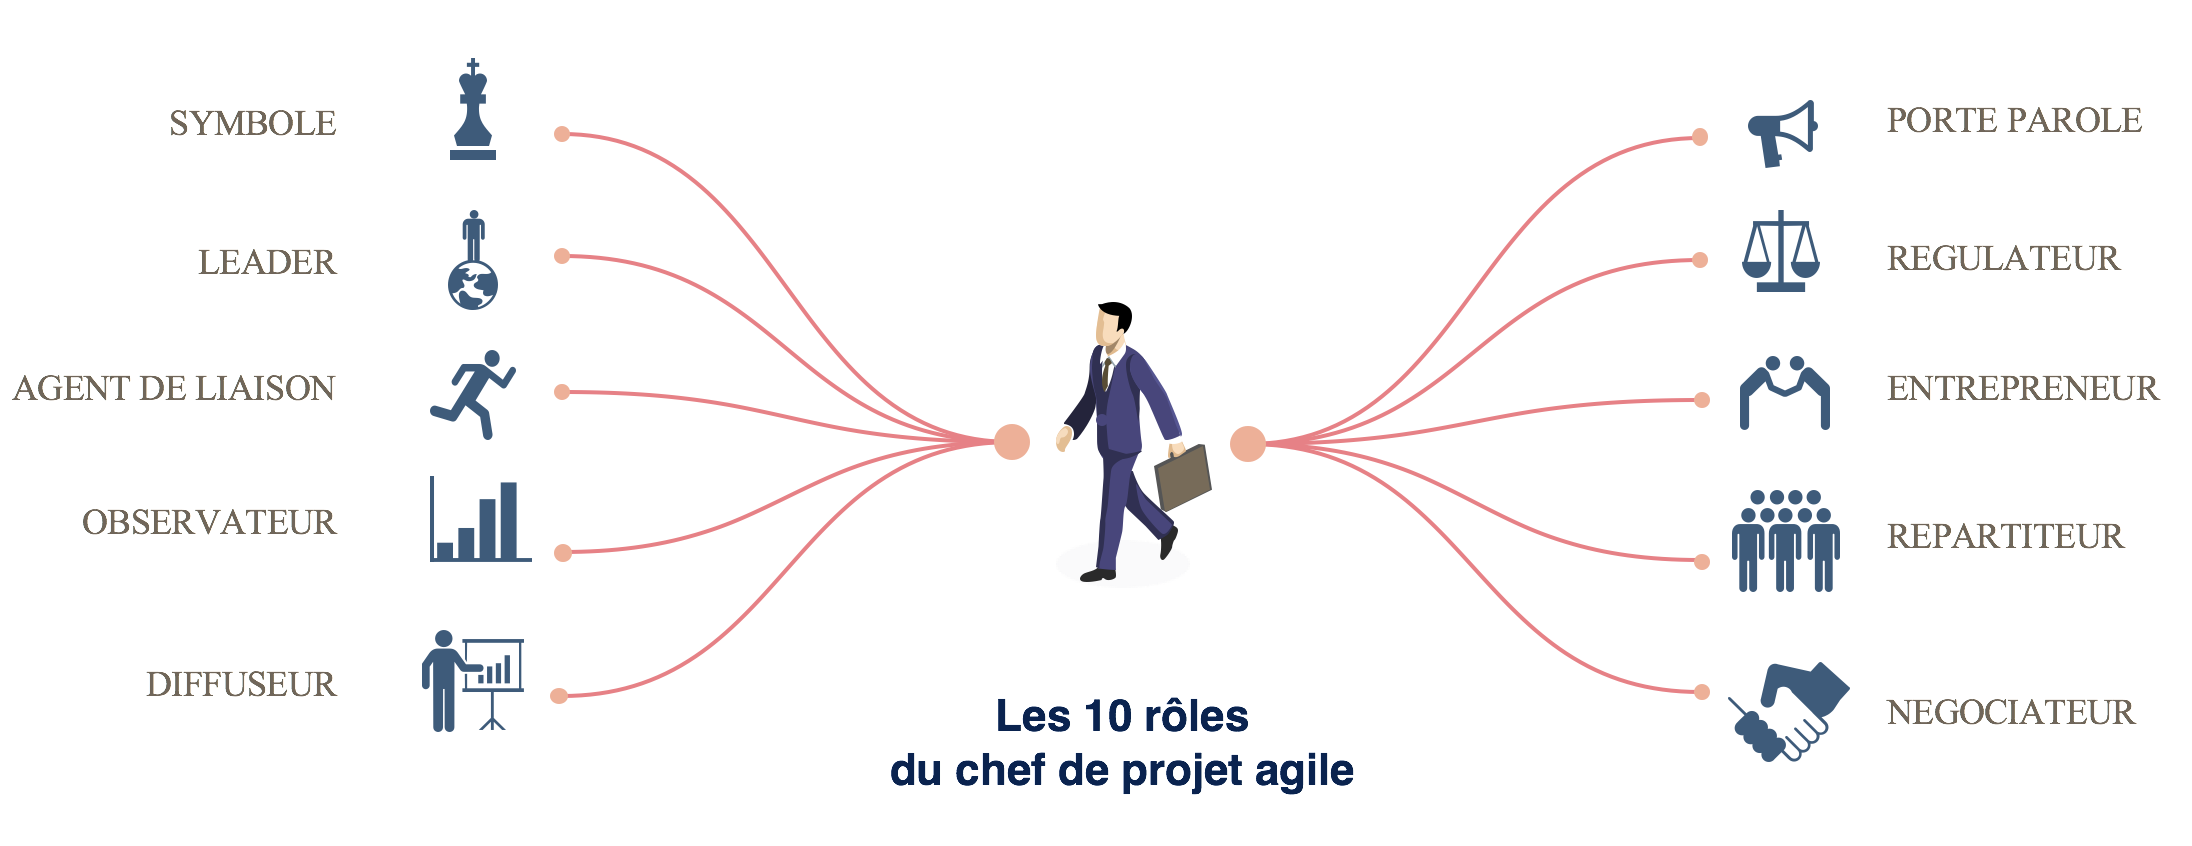 SYMBOLE
LEADER
AGENT DE LIAISON
OBSERVATEUR
DIFFUSEUR
PORTE PAROLE
REGULATEUR
ENTREPRENEUR
REPARTITEUR
NEGOCIATEUR
Les 10 rôles
du chef de projet agile